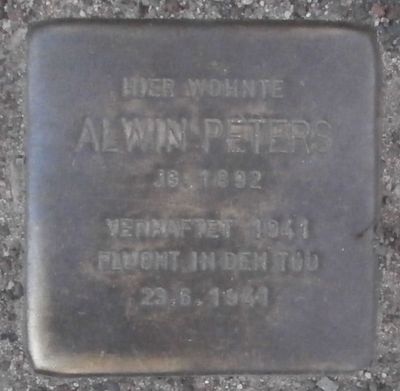 HIER WOHNTE
ALWIN PETERS
JG. 1892
VERHAFTET 1941
FLUCHT IN DEN TOD
23.6.1941